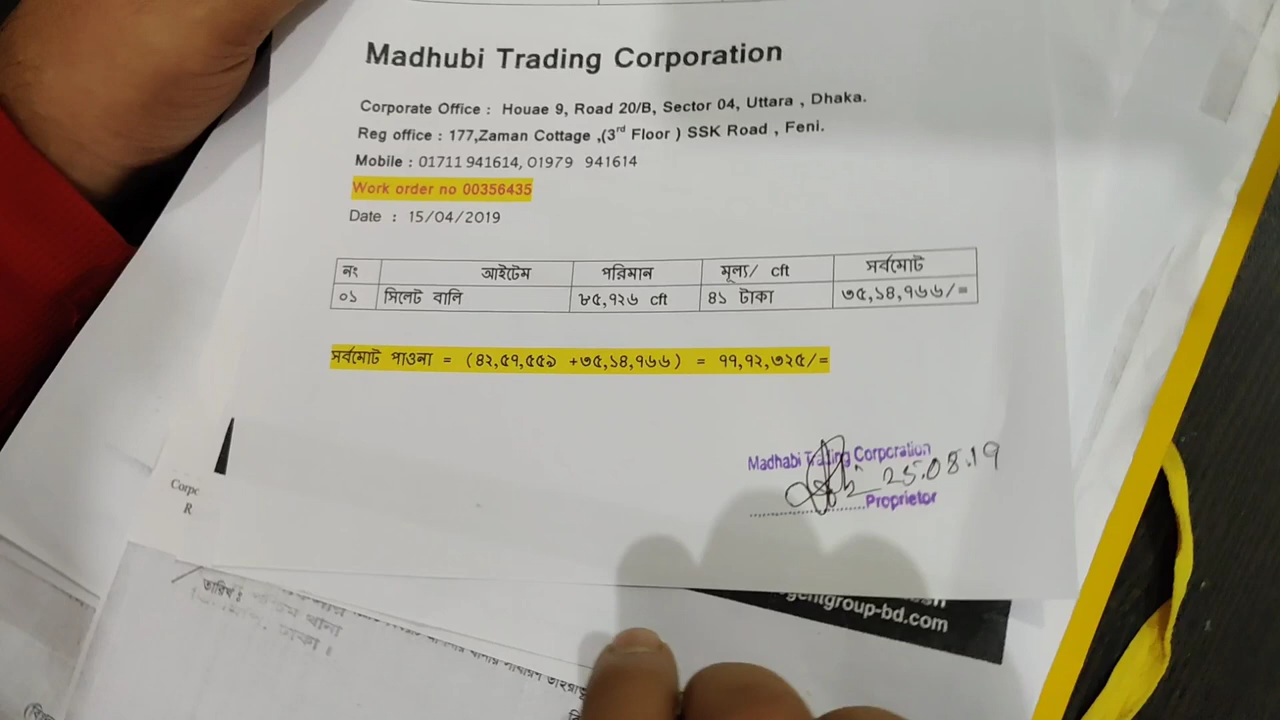 Madhubi Trading Corporation
Corporate Office : Houae 9, Road 20/B, Sector 04, Uttara , Dhaka.
Reg office : 177,Zaman Cottage ,(3rd Floor ) SSK Road , Feni.
Mobile : 01711 941614, 01979 941614
Work order no 00356435
Date : 15/04/2019
নং আইটেম পরিমান মূল্য/ cft সর্বমোট
০১ সিলেট বালি ৮৫,৭২৬ cft ৪১ টাকা ৩৫,১৪,৭৬৬/=
সর্বমোট পাওনা = (৪২,৫৭,৫৫৯ +৩৫,১৪,৭৬৬) = ৭৭,৭২,৩২৫/=
Madhabi Trading Corporation
25.08.19
Proprietor
Corpc
R
group-bd.com
তারিখঃ
থানা
ঢাকা।